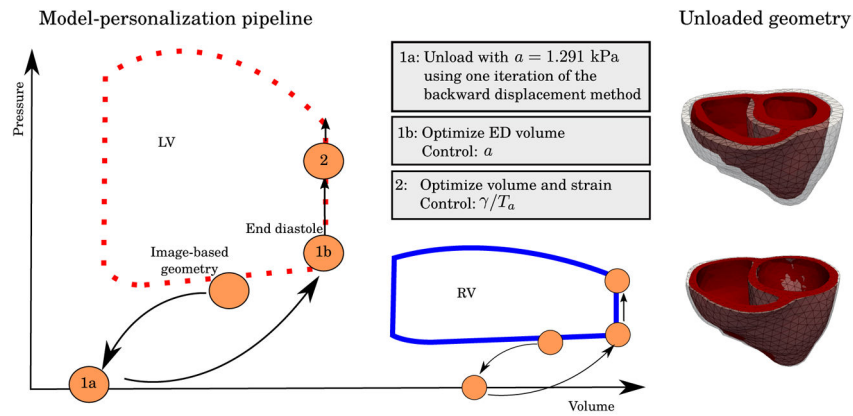 Model-personalization pipeline
Unloaded geometry
Pressure
LV
2
End diastole
1b
Image-based
geometry
1a
1a: Unload with a = 1.291 kPa
using one iteration of the
backward displacement method
1b: Optimize ED volume
Control: a
2: Optimize volume and strain
Control: γ/Tₐ
RV
Volume